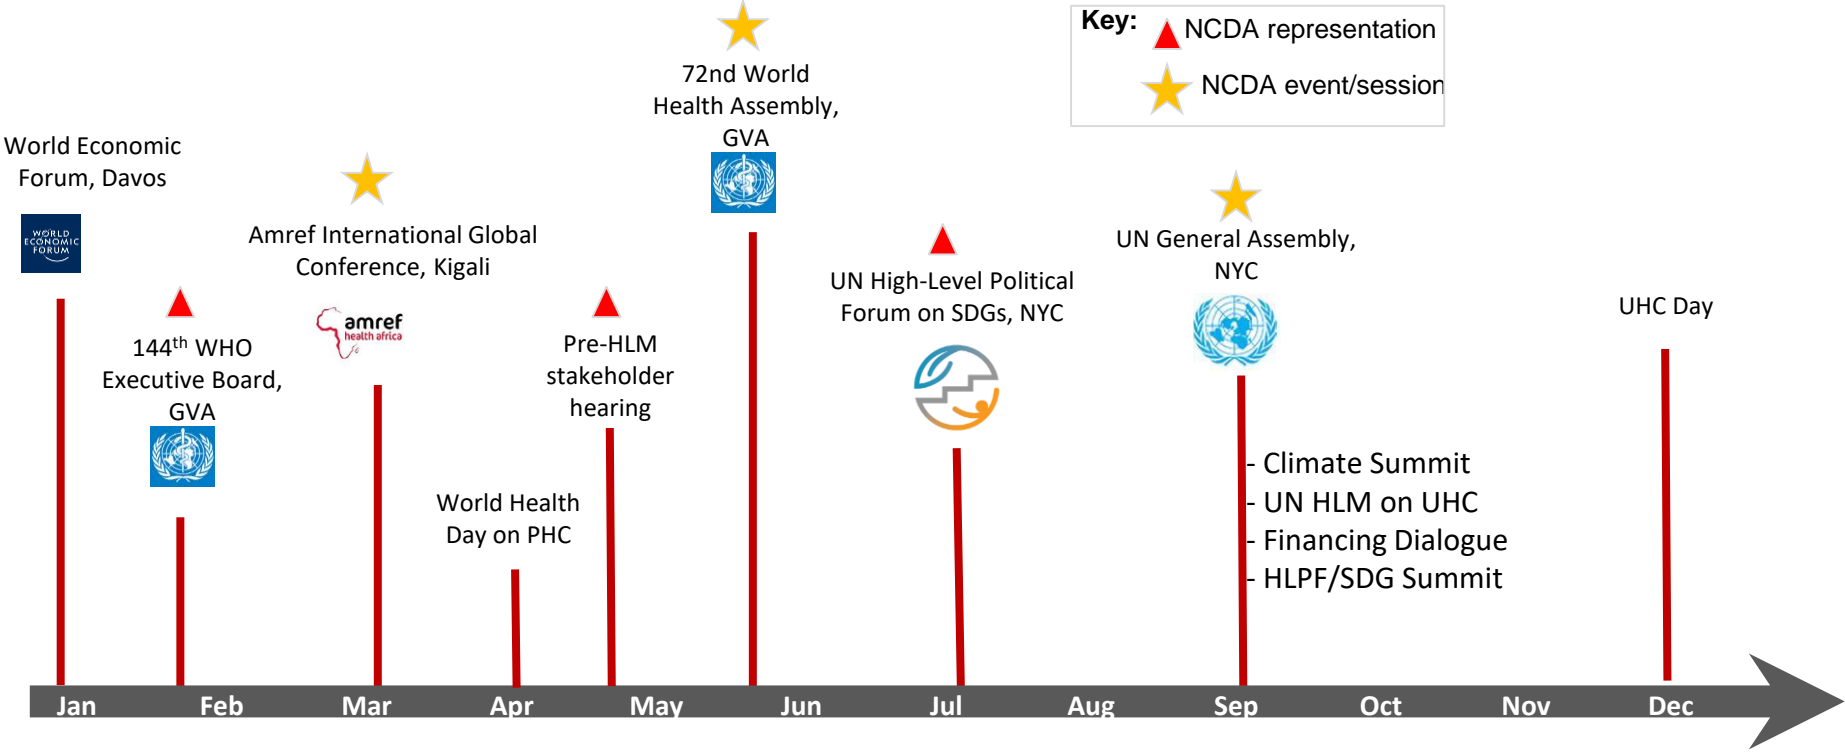 Key:
NCDA representation
NCDA event/session
72nd World
Health Assembly,
GVA
World Economic
Forum, Davos
WORLD
ECONOMIC
FORUM
Amref International Global
Conference, Kigali
amref
health africa
144th WHO
Executive Board,
GVA
Pre-HLM
stakeholder
hearing
World Health
Day on PHC
UN High-Level Political
Forum on SDGs, NYC
UN General Assembly,
NYC
- Climate Summit
- UN HLM on UHC
- Financing Dialogue
- HLPF/SDG Summit
UHC Day
Jan Feb Mar Apr May Jun Jul Aug Sep Oct Nov Dec